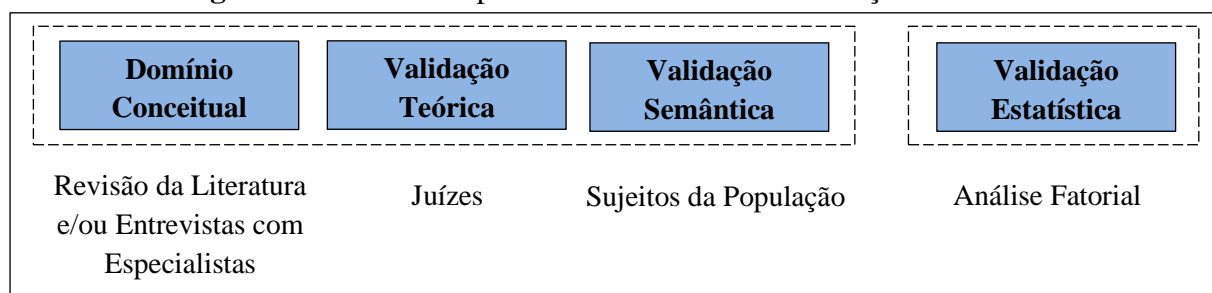 Domínio
Conceitual
Validação
Teórica
Validação
Semântica
Validação
Estatística
Revisão da Literatura
e/ou Entrevistas com
Especialistas
Juízes
Sujeitos da População
Análise Fatorial